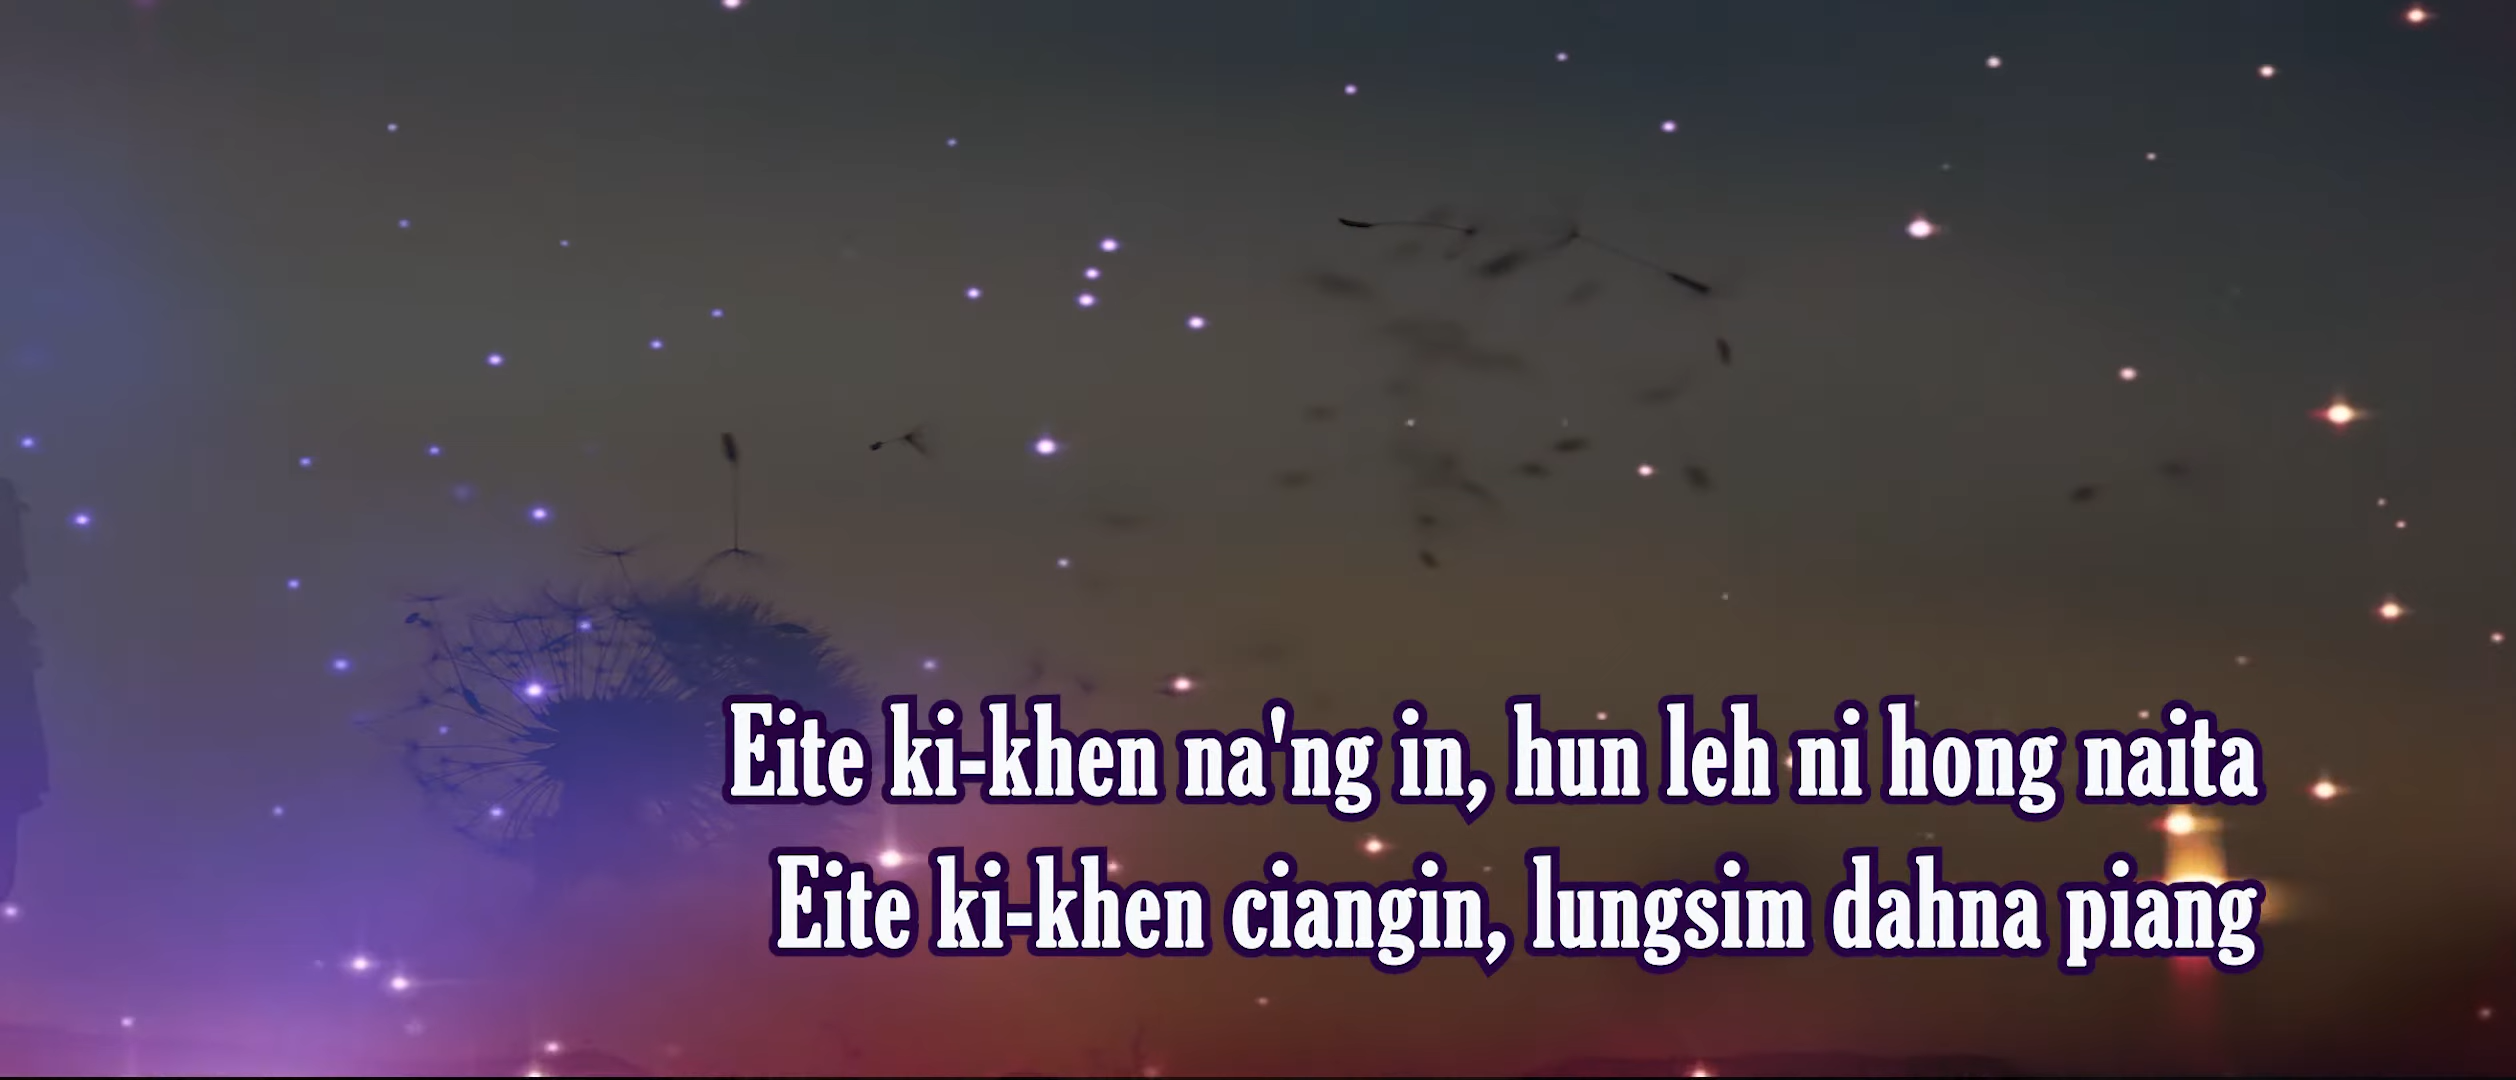 Eite ki-khen na'ng in, hun leh ni hong naita
Eite ki-khen ciangin, lungsim dahna piang